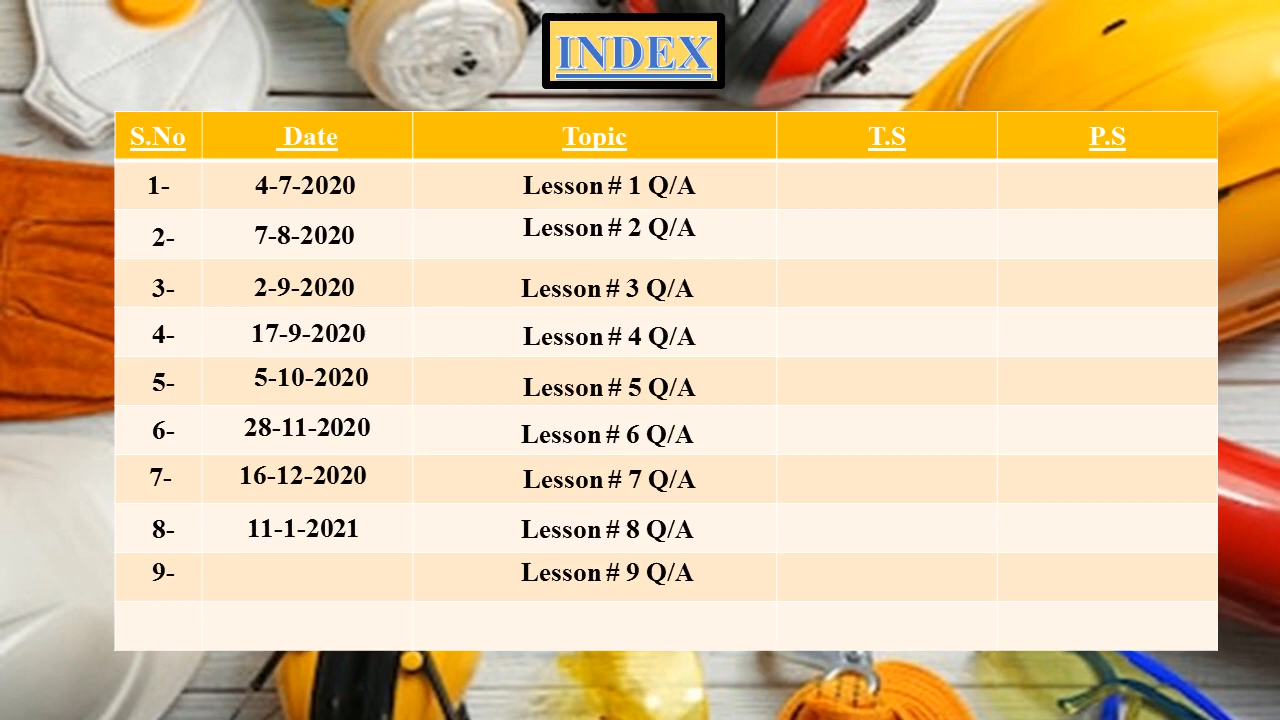 INDEX
S.No Date Topic T.S P.S
1- 4-7-2020 Lesson # 1 Q/A
2- 7-8-2020 Lesson # 2 Q/A
3- 2-9-2020 Lesson # 3 Q/A
4- 17-9-2020 Lesson # 4 Q/A
5- 5-10-2020 Lesson # 5 Q/A
6- 28-11-2020 Lesson # 6 Q/A
7- 16-12-2020 Lesson # 7 Q/A
8- 11-1-2021 Lesson # 8 Q/A
9- Lesson # 9 Q/A